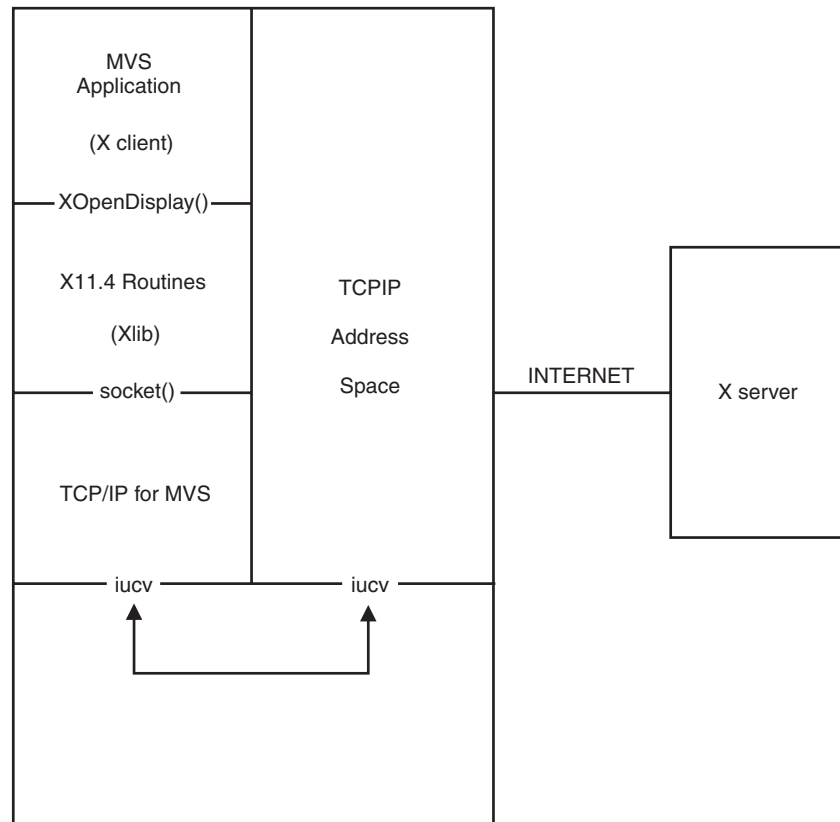 MVS
Application
(X client)
XOpenDisplay()
X11.4 Routines
(Xlib)
socket()
TCP/IP for MVS
iucv
TCPIP
Address
Space
iucv
INTERNET
X server